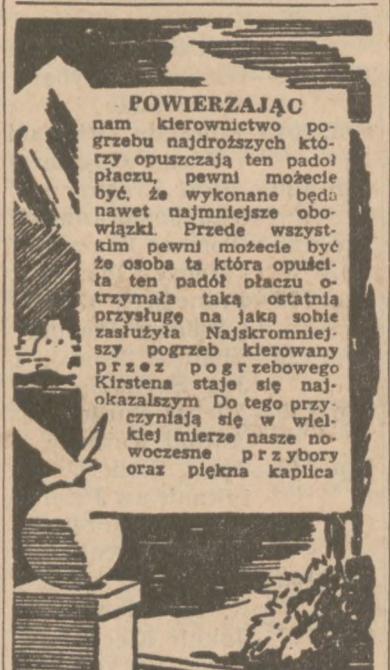 POWIERZAJĄC
nam kierownictwo po-
grzebu najdroższych któ-
rzy opuszczają ten padoł
płaczu, pewni możecie
być, że wykonane będą
nawet najmniejsze obo-
wiązki. Przede wszyst-
kim pewni możecie być
że osoba ta która opuści-
ła ten padół płaczu o-
trzymała taką ostatnią
przysługę na jaką sobie
zasłużyła Najskromniej-
szy pogrzeb kierowany
przez pogrzebowego
Kirstena staje się naj-
okazalszym Do tego przy-
czyniają się w wiel-
kiej mierze nasze no-
woczesne przybory
oraz piękna kaplica